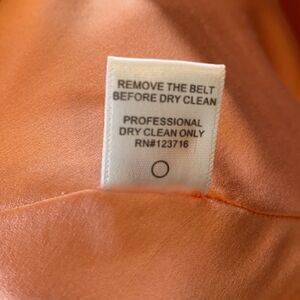 REMOVE THE BELT
BEFORE DRY CLEAN
PROFESSIONAL
DRY CLEAN ONLY
RN#123716